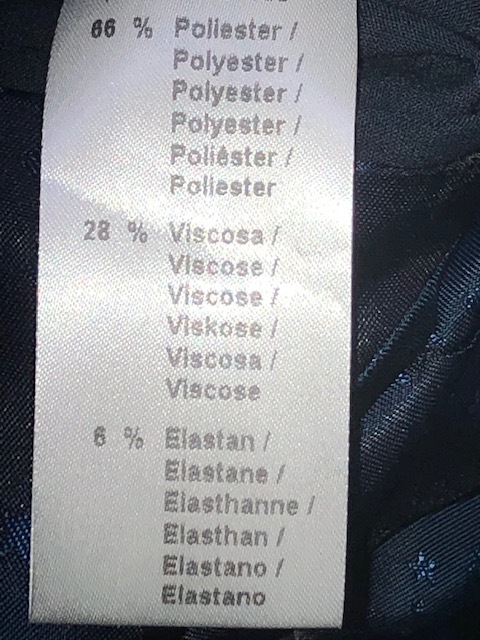 66 % Poliester /
Polyester /
Polyester /
Polyester /
Poliéster /
Poliester
28 % Viscosa /
Viscose /
Viscose /
Viskose /
Viscosa /
Viscose
6 % Elastan /
Elastane /
Elasthanne /
Elasthan /
Elastano /
Elastano